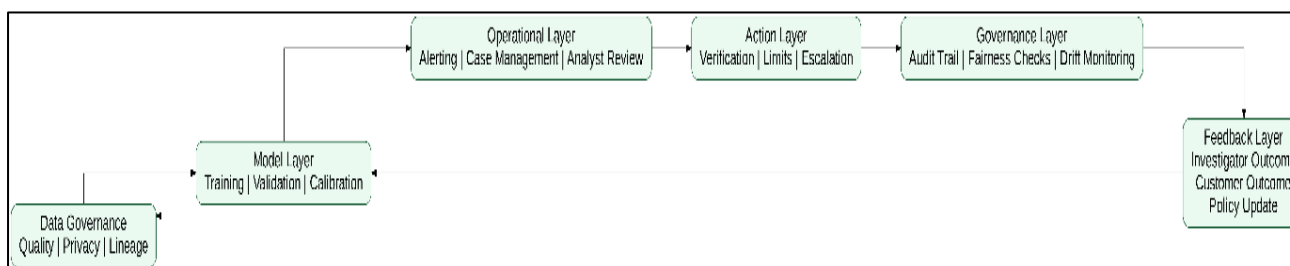 Operational Layer
Alerting | Case Management | Analyst Review
Action Layer
Verification | Limits | Escalation
Governance Layer
Audit Trail | Fairness Checks | Drift Monitoring
Feedback Layer
Investigator Outcom
Customer Outcome
Policy Update
Model Layer
Training | Validation | Calibration
Data Governance
Quality | Privacy | Lineage